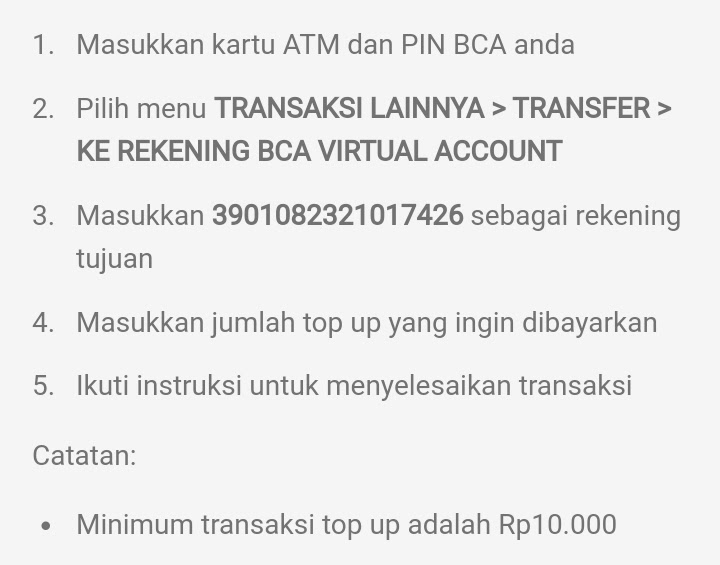 1. Masukkan kartu ATM dan PIN BCA anda
2. Pilih menu TRANSAKSI LAINNYA > TRANSFER >
KE REKENING BCA VIRTUAL ACCOUNT
3. Masukkan 3901082321017426 sebagai rekening
tujuan
4. Masukkan jumlah top up yang ingin dibayarkan
5. Ikuti instruksi untuk menyelesaikan transaksi
Catatan:
• Minimum transaksi top up adalah Rp10.000